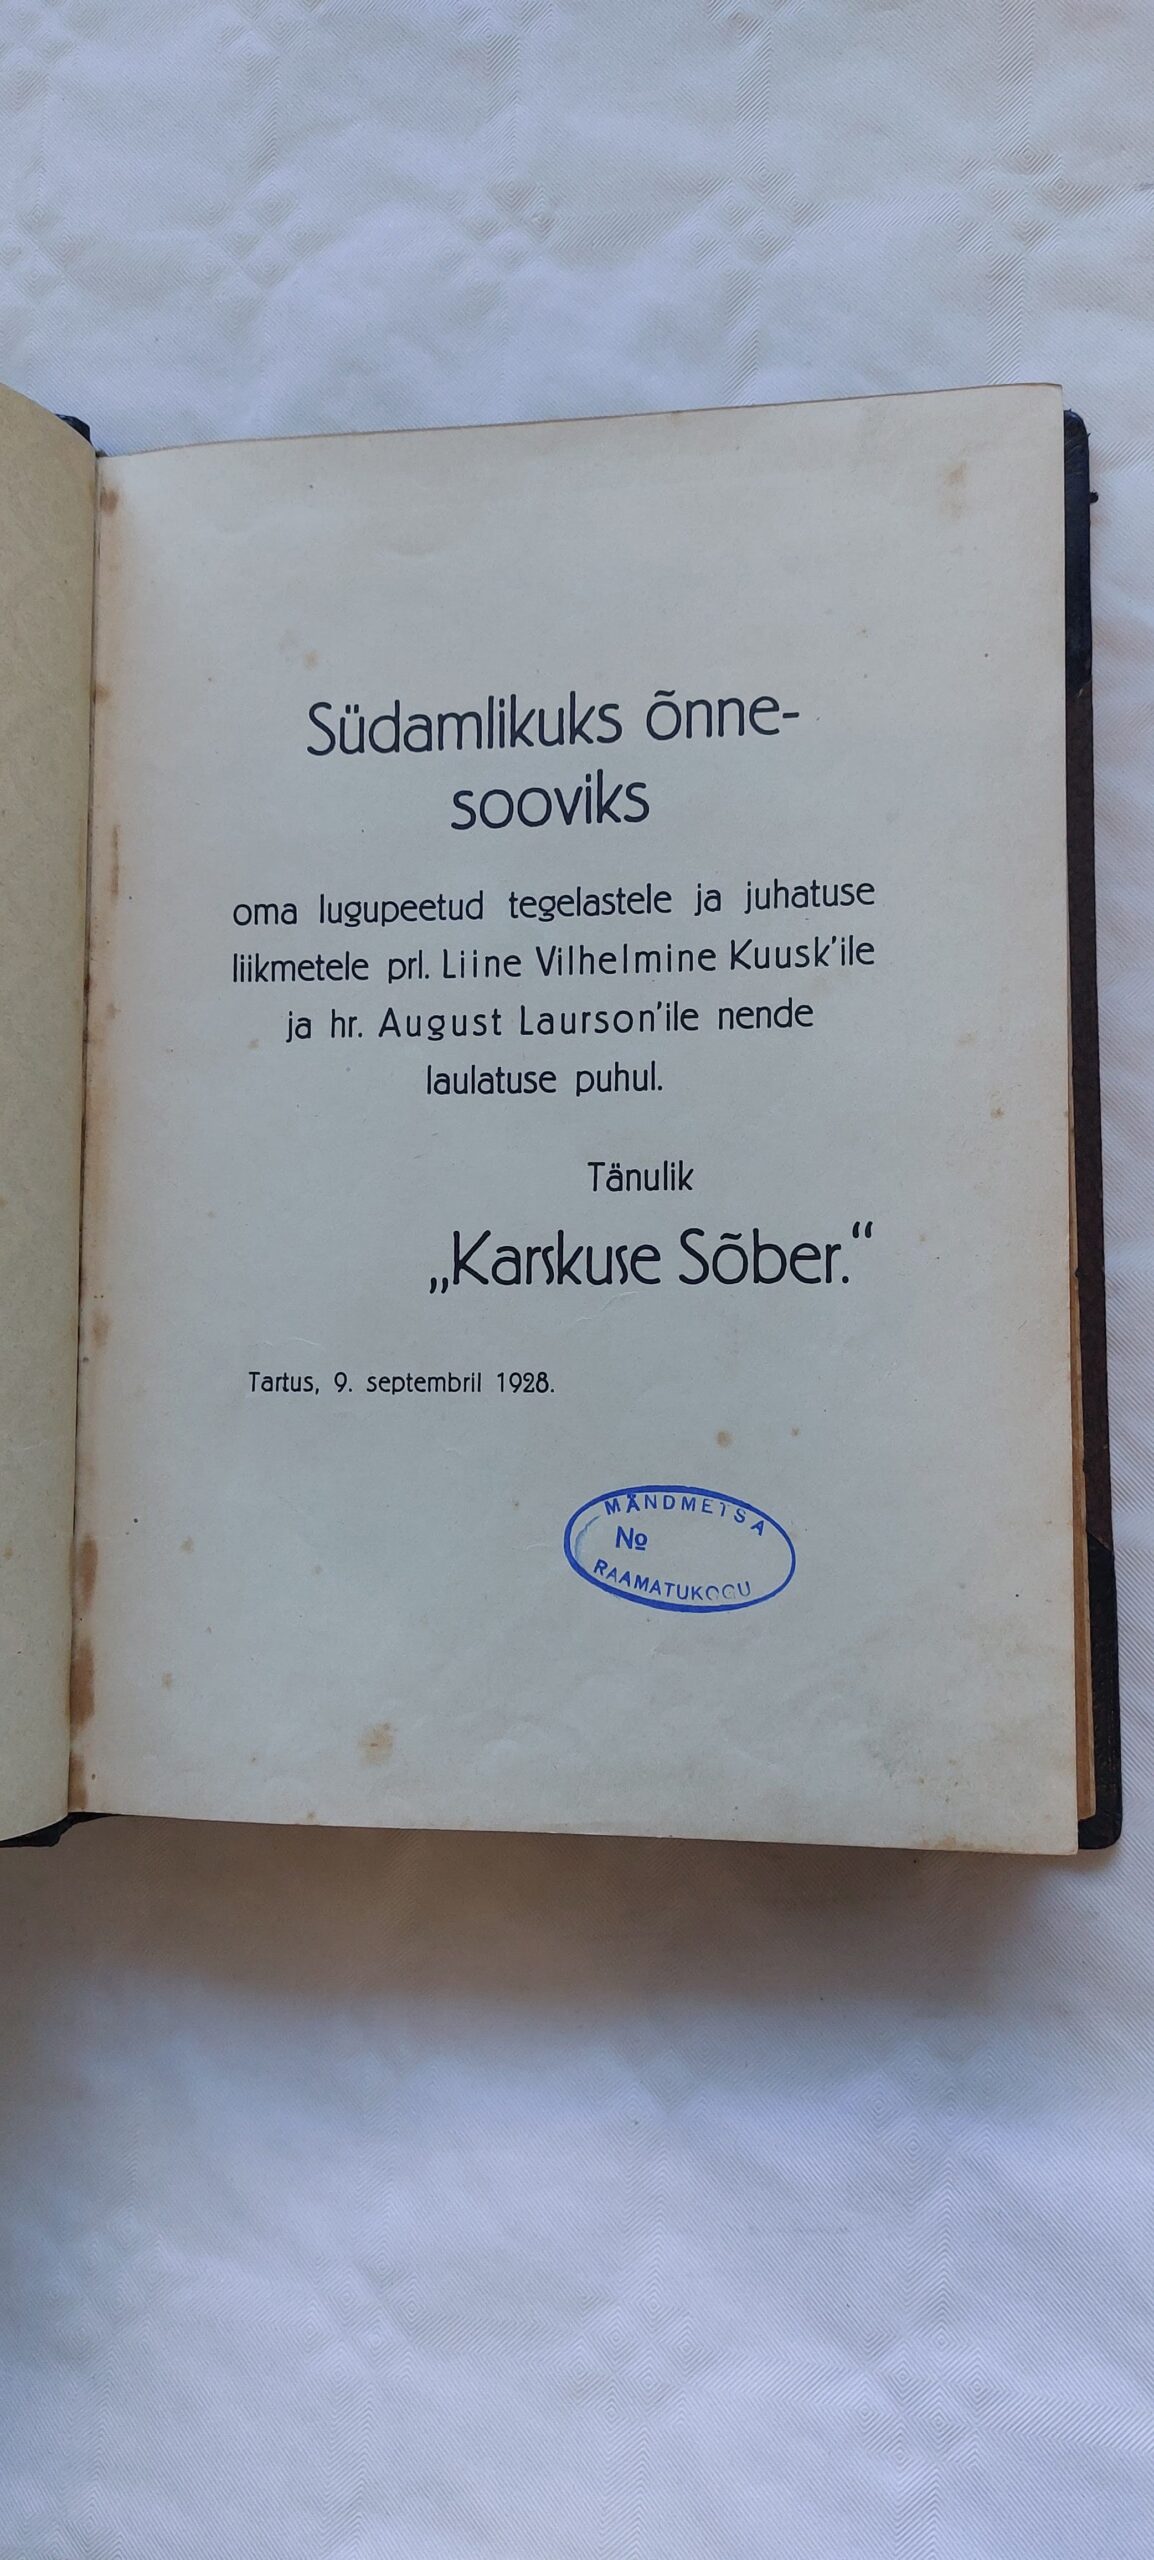 Südamlikuks õnne-
sooviks
oma lugupeetud tegelastele ja juhatuse
liikmetele prl. Liine Vilhelmine Kuusk'ile
ja hr. August Laurson'ile nende
laulatuse puhul.
Tänulik
„Karskuse Sõber.“
Tartus, 9. septembril 1928.
MÄNDMETSA
№
RAAMATUKOGU